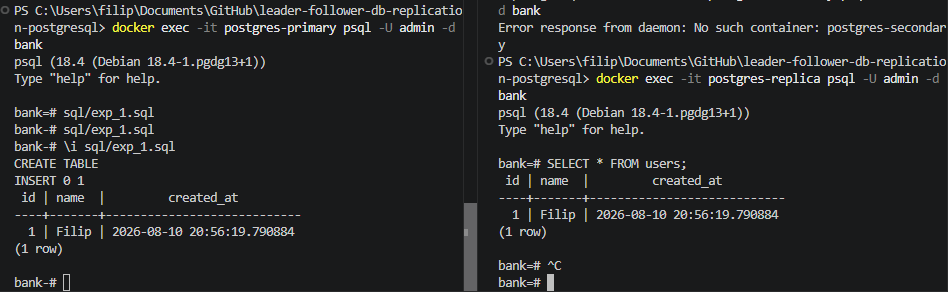 PS C:\Users\filip\Documents\GitHub\leader-follower-db-replicatio
n-postgresql> docker exec -it postgres-primary psql -U admin -d
bank
psql (18.4 (Debian 18.4-1.pgdg13+1))
Type "help" for help.
bank=# sql/exp_1.sql
bank-# sql/exp_1.sql
bank-# \i sql/exp_1.sql
CREATE TABLE
INSERT 0 1
 id | name  |         created_at
----+-------+----------------------------
  1 | Filip | 2026-08-10 20:56:19.790884
(1 row)
bank-#
d bank
Error response from daemon: No such container: postgres-secondar
y
PS C:\Users\filip\Documents\GitHub\leader-follower-db-replicatio
n-postgresql> docker exec -it postgres-replica psql -U admin -d
bank
psql (18.4 (Debian 18.4-1.pgdg13+1))
Type "help" for help.
bank=# SELECT * FROM users;
 id | name  |         created_at
----+-------+----------------------------
  1 | Filip | 2026-08-10 20:56:19.790884
(1 row)
bank=# ^C
bank=#